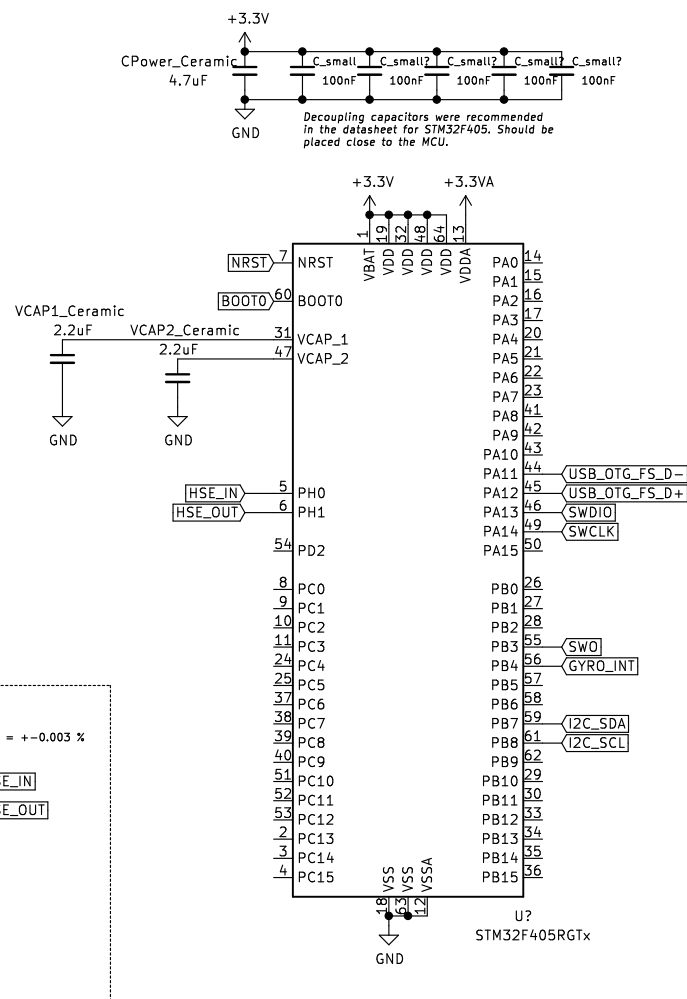 +3.3V
CPower_Ceramic
4.7uF
C_small
100nF
C_small?
100nF
C_small?
100nF
C_small?
100nF
C_small?
100nF
GND
Decoupling capacitors were recommended
in the datasheet for STM32F405. Should be
placed close to the MCU.
+3.3V
+3.3VA
1 19 32 48 64 13
VBAT VDD VDD VDD VDD VDDA
NRST 7 NRST
BOOT0 60 BOOT0
VCAP1_Ceramic
2.2uF
VCAP2_Ceramic
2.2uF
31 VCAP_1
47 VCAP_2
GND
GND
HSE_IN 5 PH0
HSE_OUT 6 PH1
54 PD2
8 PC0
9 PC1
10 PC2
11 PC3
24 PC4
25 PC5
37 PC6
38 PC7
39 PC8
40 PC9
51 PC10
52 PC11
53 PC12
2 PC13
3 PC14
4 PC15
PA0 14
PA1 15
PA2 16
PA3 17
PA4 20
PA5 21
PA6 22
PA7 23
PA8 41
PA9 42
PA10 43
PA11 44 USB_OTG_FS_D-
PA12 45 USB_OTG_FS_D+
PA13 46 SWDIO
PA14 49 SWCLK
PA15 50
PB0 26
PB1 27
PB2 28
PB3 55 SWO
PB4 56 GYRO_INT
PB5 57
PB6 58
PB7 59 I2C_SDA
PB8 61 I2C_SCL
PB9 62
PB10 29
PB11 30
PB12 33
PB13 34
PB14 35
PB15 36
VSS VSS VSSA
18 63 12
GND
U?
STM32F405RGTx
= +-0.003 %
SE_IN
SE_OUT